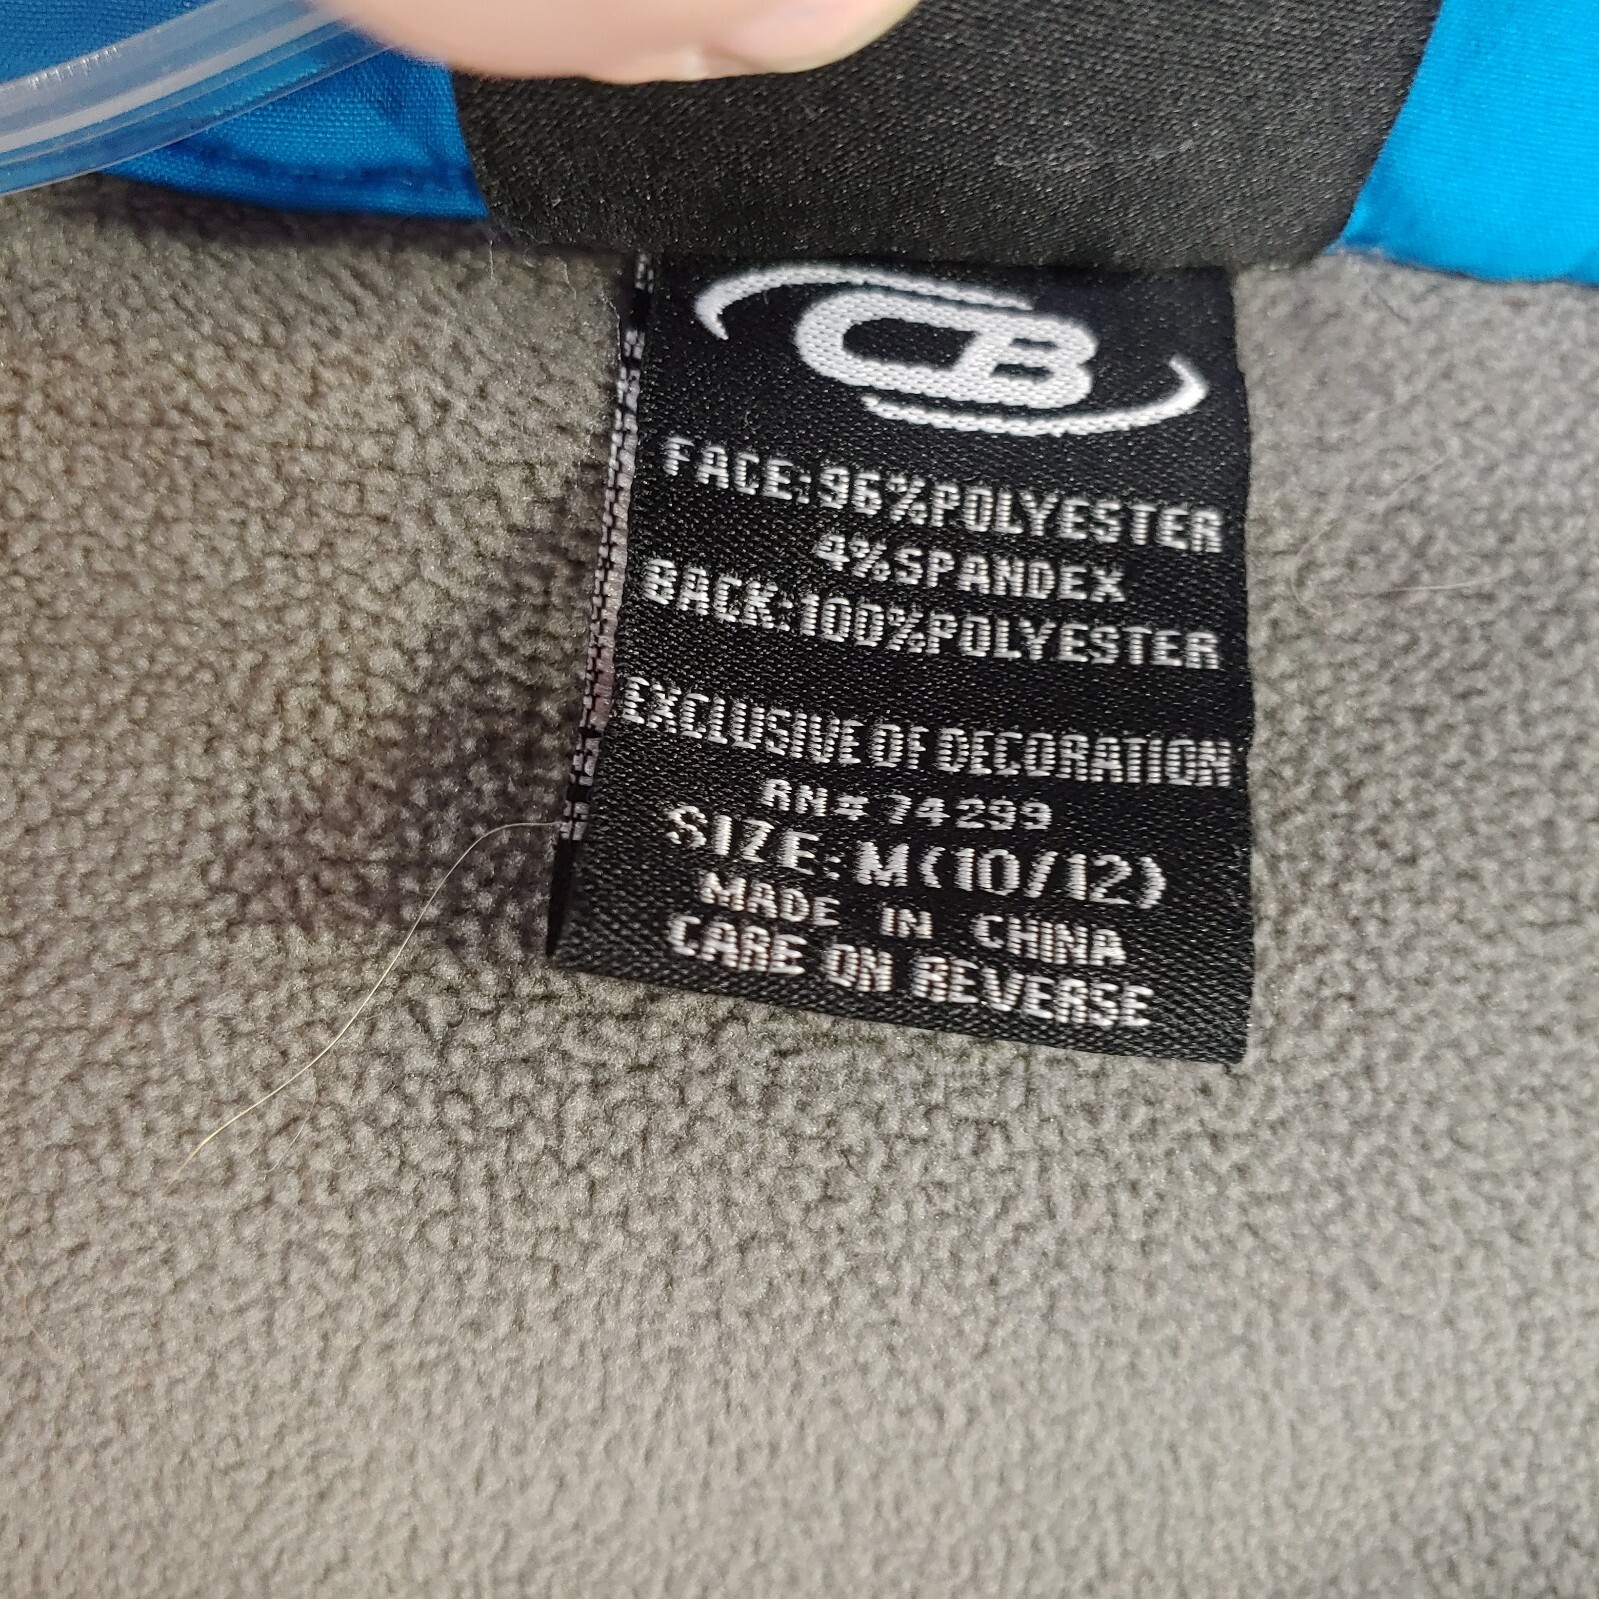 CB
FACE:96%POLYESTER
4%SPANDEX
BACK:100%POLYESTER
EXCLUSIVE OF DECORATION
RN# 74299
SIZE: M(10/12)
MADE IN CHINA
CARE ON REVERSE